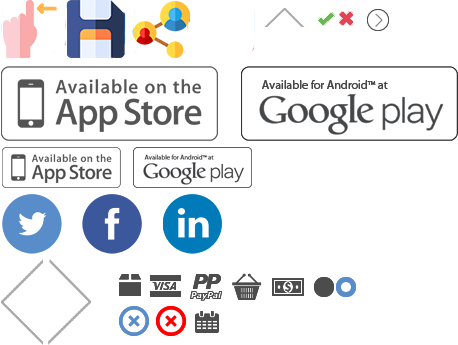 Available on the
App Store
Available for Android™ at
Google play
Available on the
App Store
Available for Android™ at
Google play
f
in
VISA
PP
PayPal
$